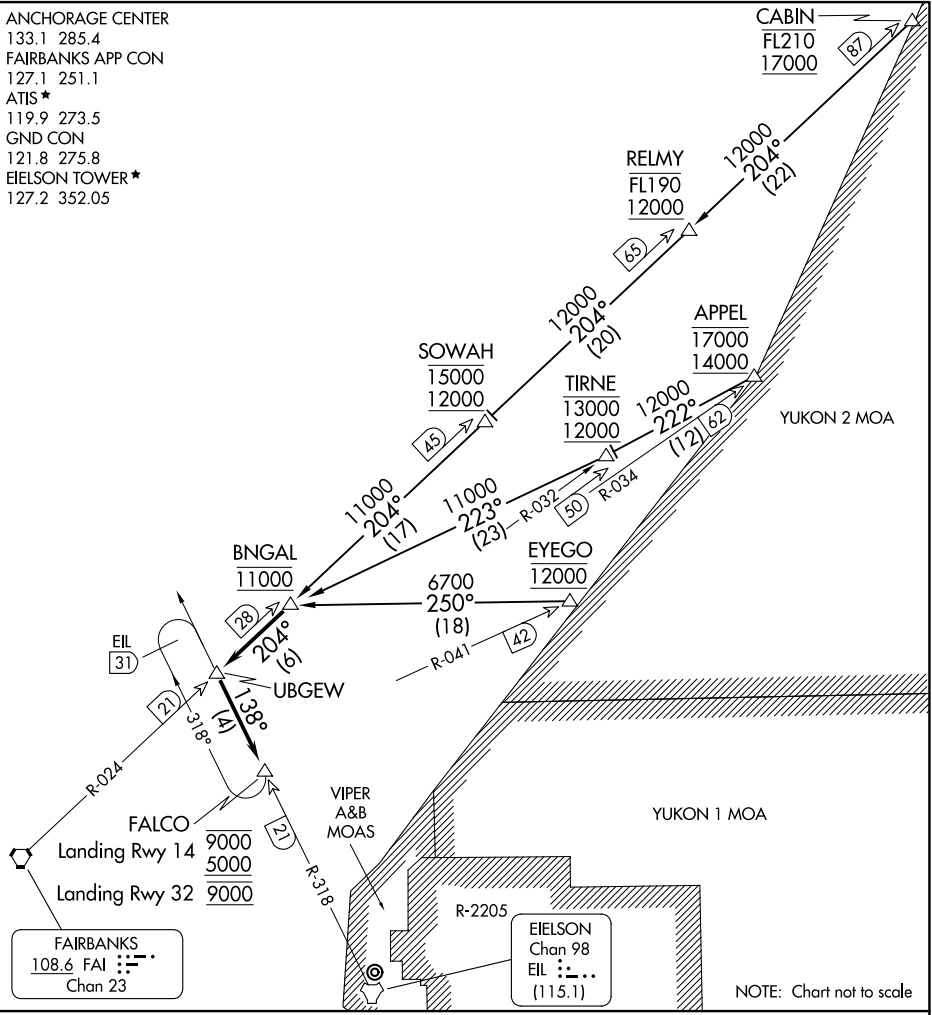 ANCHORAGE CENTER
133.1 285.4
FAIRBANKS APP CON
127.1 251.1
ATIS★
119.9 273.5
GND CON
121.8 275.8
EIELSON TOWER★
127.2 352.05
CABIN
FL210
17000
87
12000
204°
(22)
RELMY
FL190
12000
65
12000
204°
(20)
APPEL
17000
14000
SOWAH
15000
12000
45
TIRNE
13000
12000
12000
222°
(12)
62
YUKON 2 MOA
11000
204°
(17)
11000
223°
(23)
R-032
50
R-034
BNGAL
11000
EYEGO
12000
6700
250°
(18)
28
204°
(6)
R-041
42
EIL
31
UBGEW
21
318°
138°
(4)
R-024
FALCO
Landing Rwy 14 9000
5000
Landing Rwy 32 9000
21
R-318
VIPER
A&B
MOAS
YUKON 1 MOA
R-2205
FAIRBANKS
108.6 FAI
Chan 23
EIELSON
Chan 98
EIL
(115.1)
NOTE: Chart not to scale